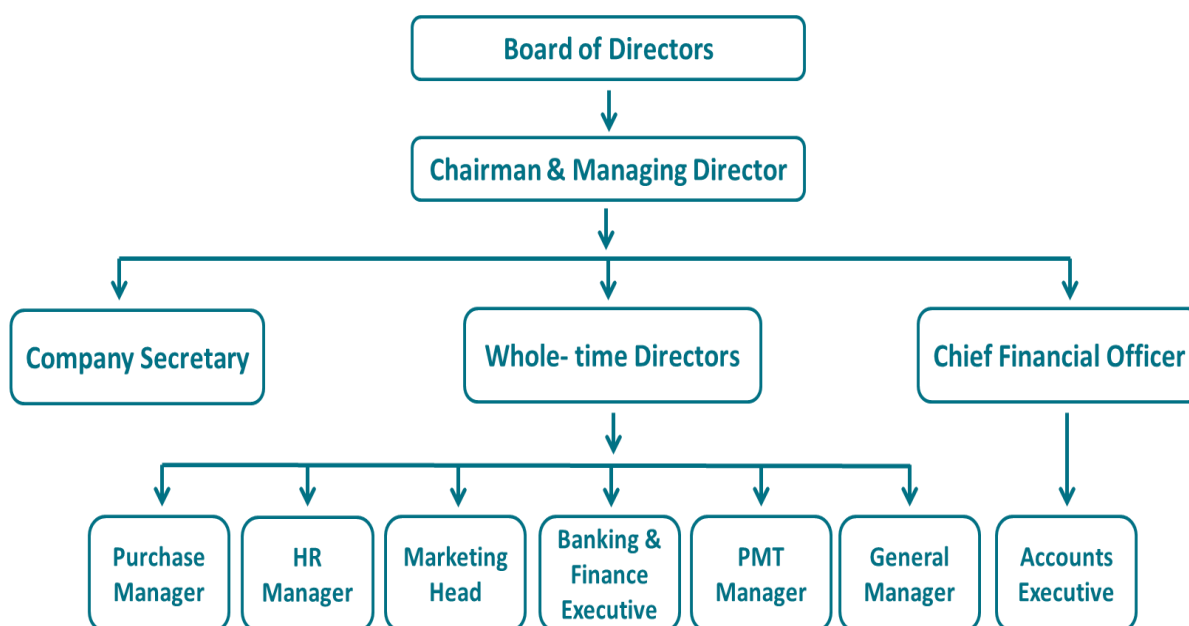 Board of Directors
Chairman & Managing Director
Company Secretary
Whole- time Directors
Chief Financial Officer
Purchase
Manager
HR
Manager
Marketing
Head
Banking &
Finance
Executive
PMT
Manager
General
Manager
Accounts
Executive